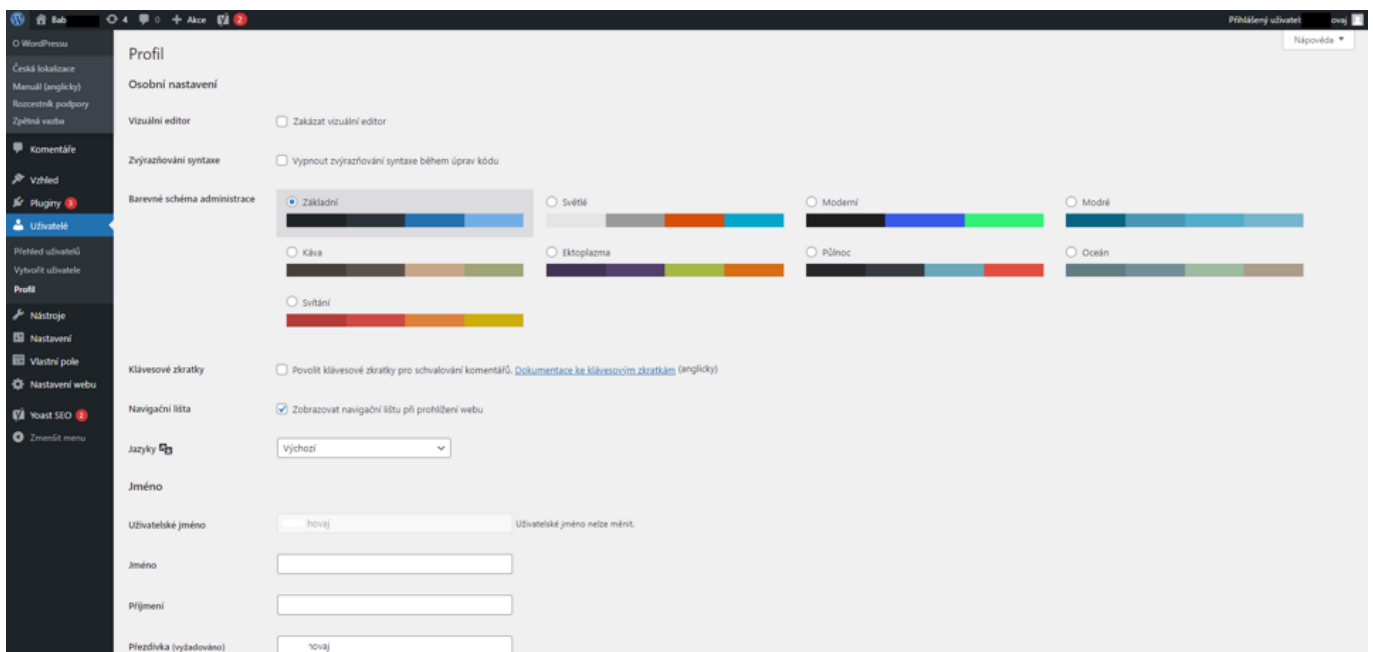 Bab 4 0 Akce 2 Přihlášený uživatel: ovaj
Nápověda
O WordPressu
Česká lokalizace
Manuál (anglicky)
Rozcestník podpory
Zpětná vazba
Komentáře
Vzhled
Pluginy 3
Uživatelé
Přehled uživatelů
Vytvořit uživatele
Profil
Nástroje
Nastavení
Vlastní pole
Nastavení webu
Yoast SEO 2
Zmenšit menu
Profil
Osobní nastavení
Vizuální editor Zakázat vizuální editor
Zvýrazňování syntaxe Vypnout zvýrazňování syntaxe během úprav kódu
Barevné schéma administrace Základní Světlé Moderní Modré
Káva Ektoplazma Půlnoc Oceán
Svítání
Klávesové zkratky Povolit klávesové zkratky pro schvalování komentářů. Dokumentace ke klávesovým zkratkám (anglicky)
Navigační lišta Zobrazovat navigační lištu při prohlížení webu
Jazyky Výchozí
Jméno
Uživatelské jméno hovaj Uživatelské jméno nelze měnit.
Jméno
Příjmení
Přezdívka (vyžadováno) hovaj